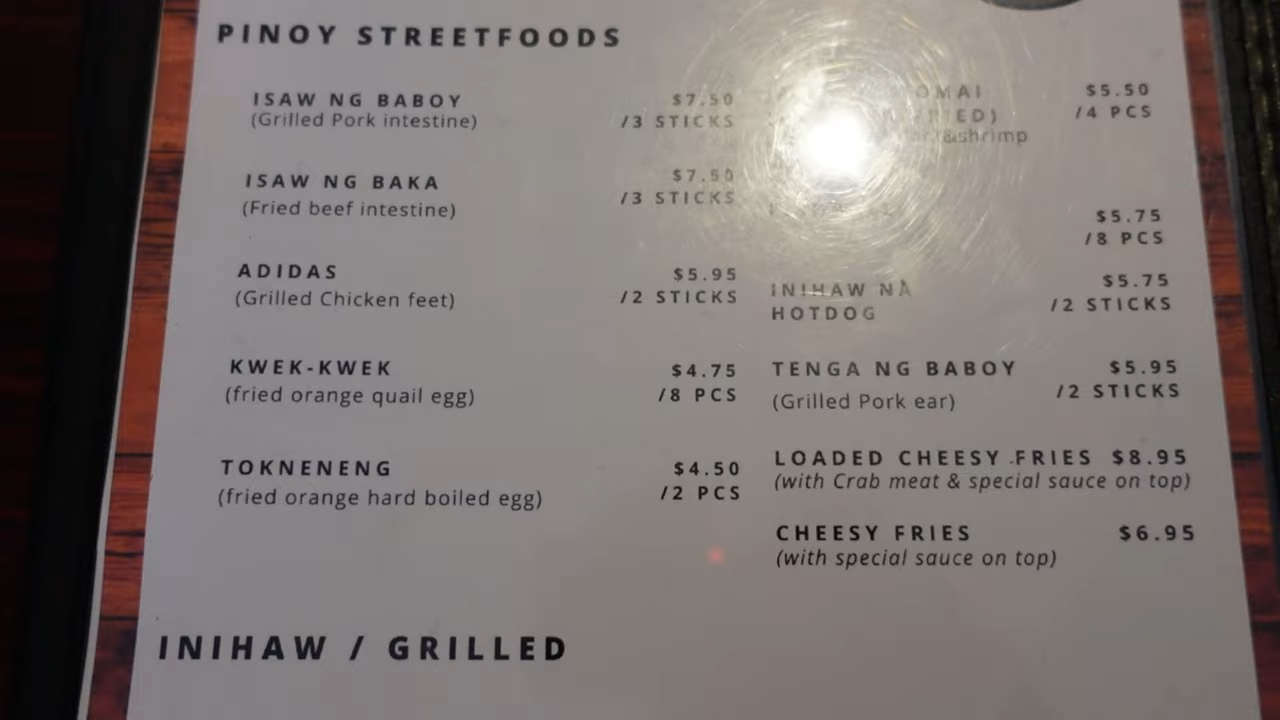 PINOY STREETFOODS
ISAW NG BABOY $7.50
(Grilled Pork intestine) /3 STICKS
ISAW NG BAKA $7.50
(Fried beef intestine) /3 STICKS
ADIDAS $5.95
(Grilled Chicken feet) /2 STICKS
KWEK-KWEK $4.75
(fried orange quail egg) /8 PCS
TOKNENENG $4.50
(fried orange hard boiled egg) /2 PCS
$5.50
/4 PCS
&shrimp
$5.75
/8 PCS
INIHAW NA $5.75
HOTDOG /2 STICKS
TENGA NG BABOY $5.95
(Grilled Pork ear) /2 STICKS
LOADED CHEESY FRIES $8.95
(with Crab meat & special sauce on top)
CHEESY FRIES $6.95
(with special sauce on top)
INIHAW / GRILLED